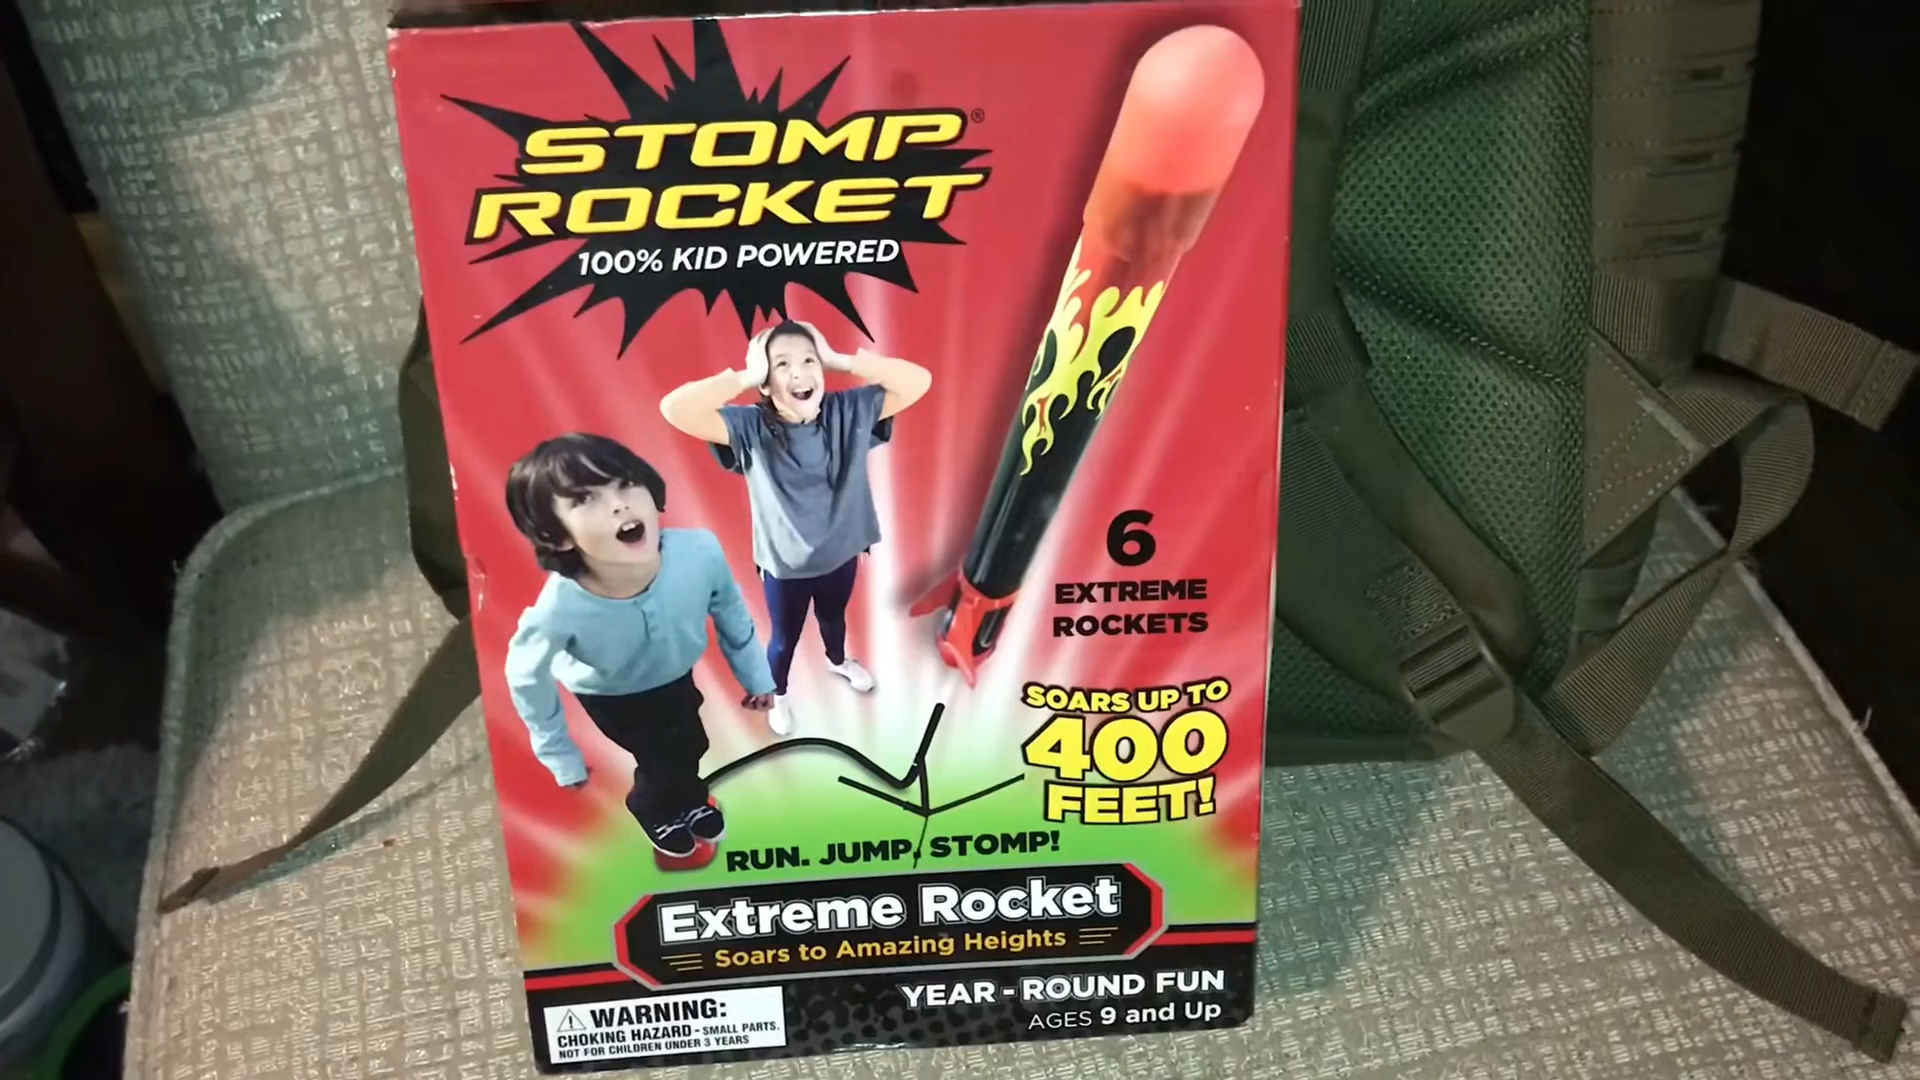 STOMP®
ROCKET
100% KID POWERED
6
EXTREME
ROCKETS
SOARS UP TO
400
FEET!
RUN. JUMP. STOMP!
Extreme Rocket
Soars to Amazing Heights
YEAR-ROUND FUN
AGES 9 and Up
WARNING:
CHOKING HAZARD - SMALL PARTS.
NOT FOR CHILDREN UNDER 3 YEARS